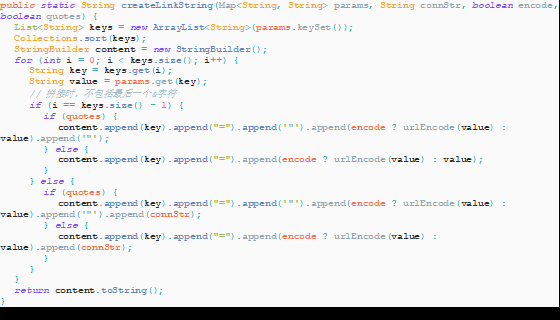 public static String createLinkString(Map<String, String> params, String connStr, boolean encode,
boolean quotes) {
List<String> keys = new ArrayList<String>(params.keySet());
Collections.sort(keys);
StringBuilder content = new StringBuilder();
for (int i = 0; i < keys.size(); i++) {
String key = keys.get(i);
String value = params.get(key);
// 拼接时，不包括最后一个&字符
if (i == keys.size() - 1) {
if (quotes) {
content.append(key).append("=").append('"').append(encode ? urlEncode(value) :
value).append('"');
} else {
content.append(key).append("=").append(encode ? urlEncode(value) : value);
}
} else {
if (quotes) {
content.append(key).append("=").append('"').append(encode ? urlEncode(value) :
value).append('"').append(connStr);
} else {
content.append(key).append("=").append(encode ? urlEncode(value) :
value).append(connStr);
}
}
}
return content.toString();
}